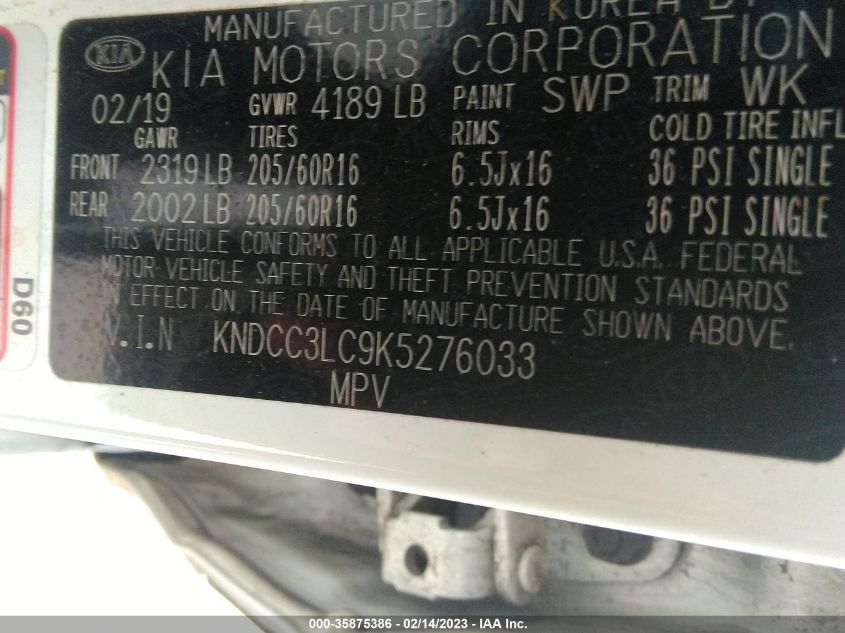 MANUFACTURED IN KOREA BY
KIA KIA MOTORS CORPORATION
02/19 GVWR 4189 LB PAINT SWP TRIM WK
GAWR TIRES RIMS COLD TIRE INFL
FRONT 2319 LB 205/60R16 6.5Jx16 36 PSI SINGLE
REAR 2002 LB 205/60R16 6.5Jx16 36 PSI SINGLE
THIS VEHICLE CONFORMS TO ALL APPLICABLE U.S.A. FEDERAL
MOTOR VEHICLE SAFETY AND THEFT PREVENTION STANDARDS
IN EFFECT ON THE DATE OF MANUFACTURE SHOWN ABOVE.
V.I.N KNDCC3LC9K5276033
MPV
D60
000-35875386 - 02/14/2023 - IAA Inc.